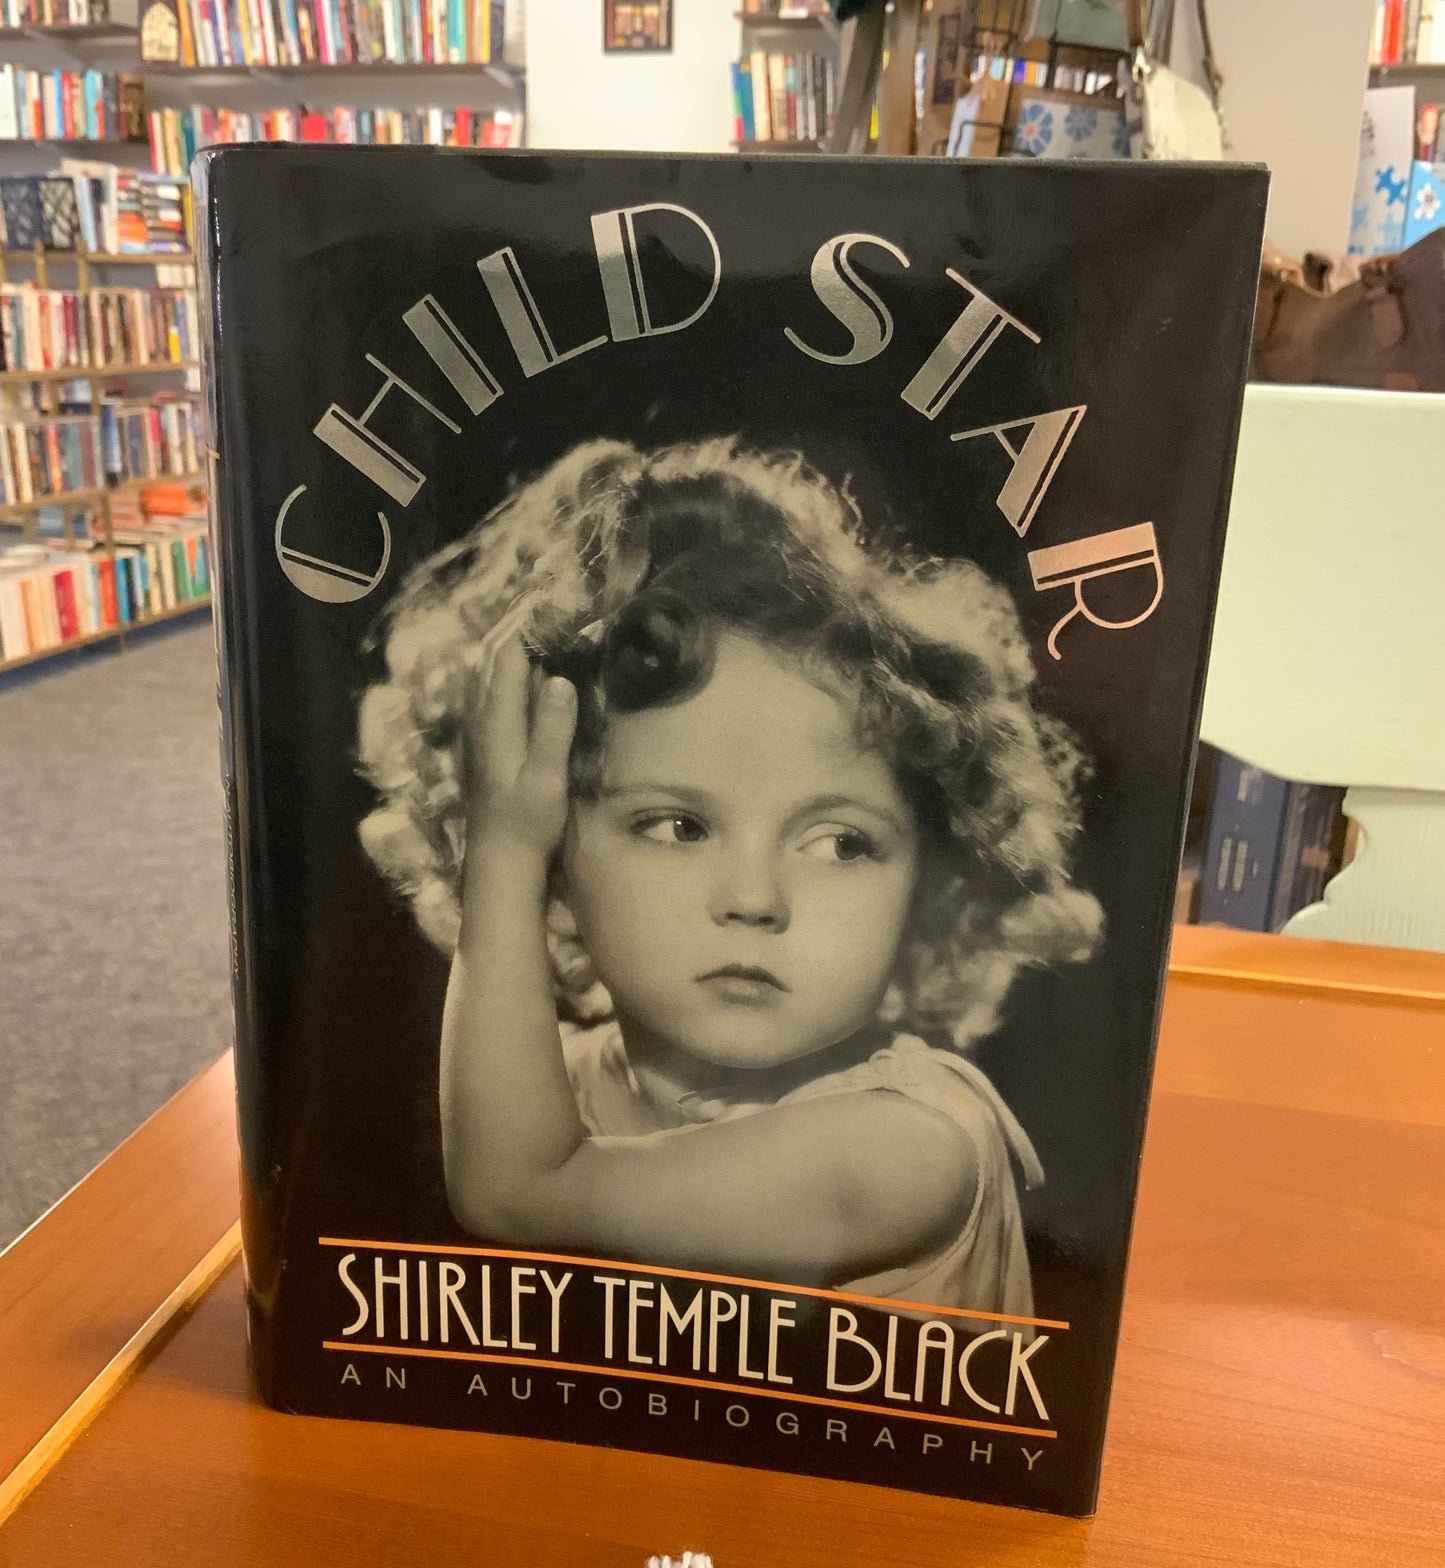 CHILD STAR
SHIRLEY TEMPLE BLACK
AN AUTOBIOGRAPHY